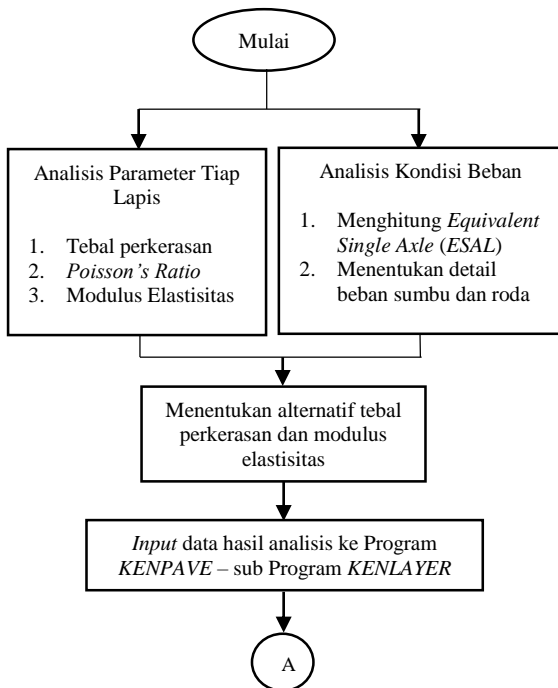 Mulai
Analisis Parameter Tiap
Lapis
1. Tebal perkerasan
2. Poisson's Ratio
3. Modulus Elastisitas
Analisis Kondisi Beban
1. Menghitung Equivalent
Single Axle (ESAL)
2. Menentukan detail
beban sumbu dan roda
Menentukan alternatif tebal
perkerasan dan modulus
elastisitas
Input data hasil analisis ke Program
KENPAVE – sub Program KENLAYER
A